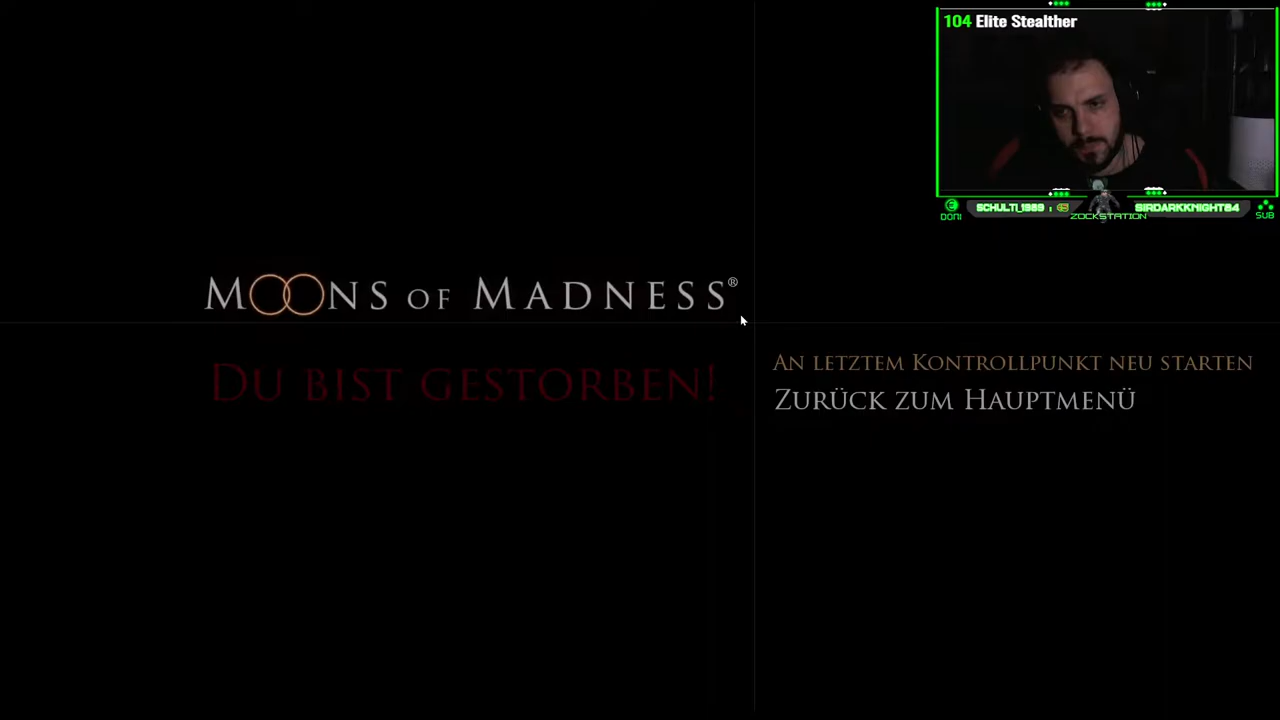 104 Elite Stealther
DONI
SCHULTI_1989 :
ZOCKSTATION
SIRDARKKNIGHT84
SUB
MOONS OF MADNESS®
DU BIST GESTORBEN!
AN LETZTEM KONTROLLPUNKT NEU STARTEN
ZURÜCK ZUM HAUPTMENÜ